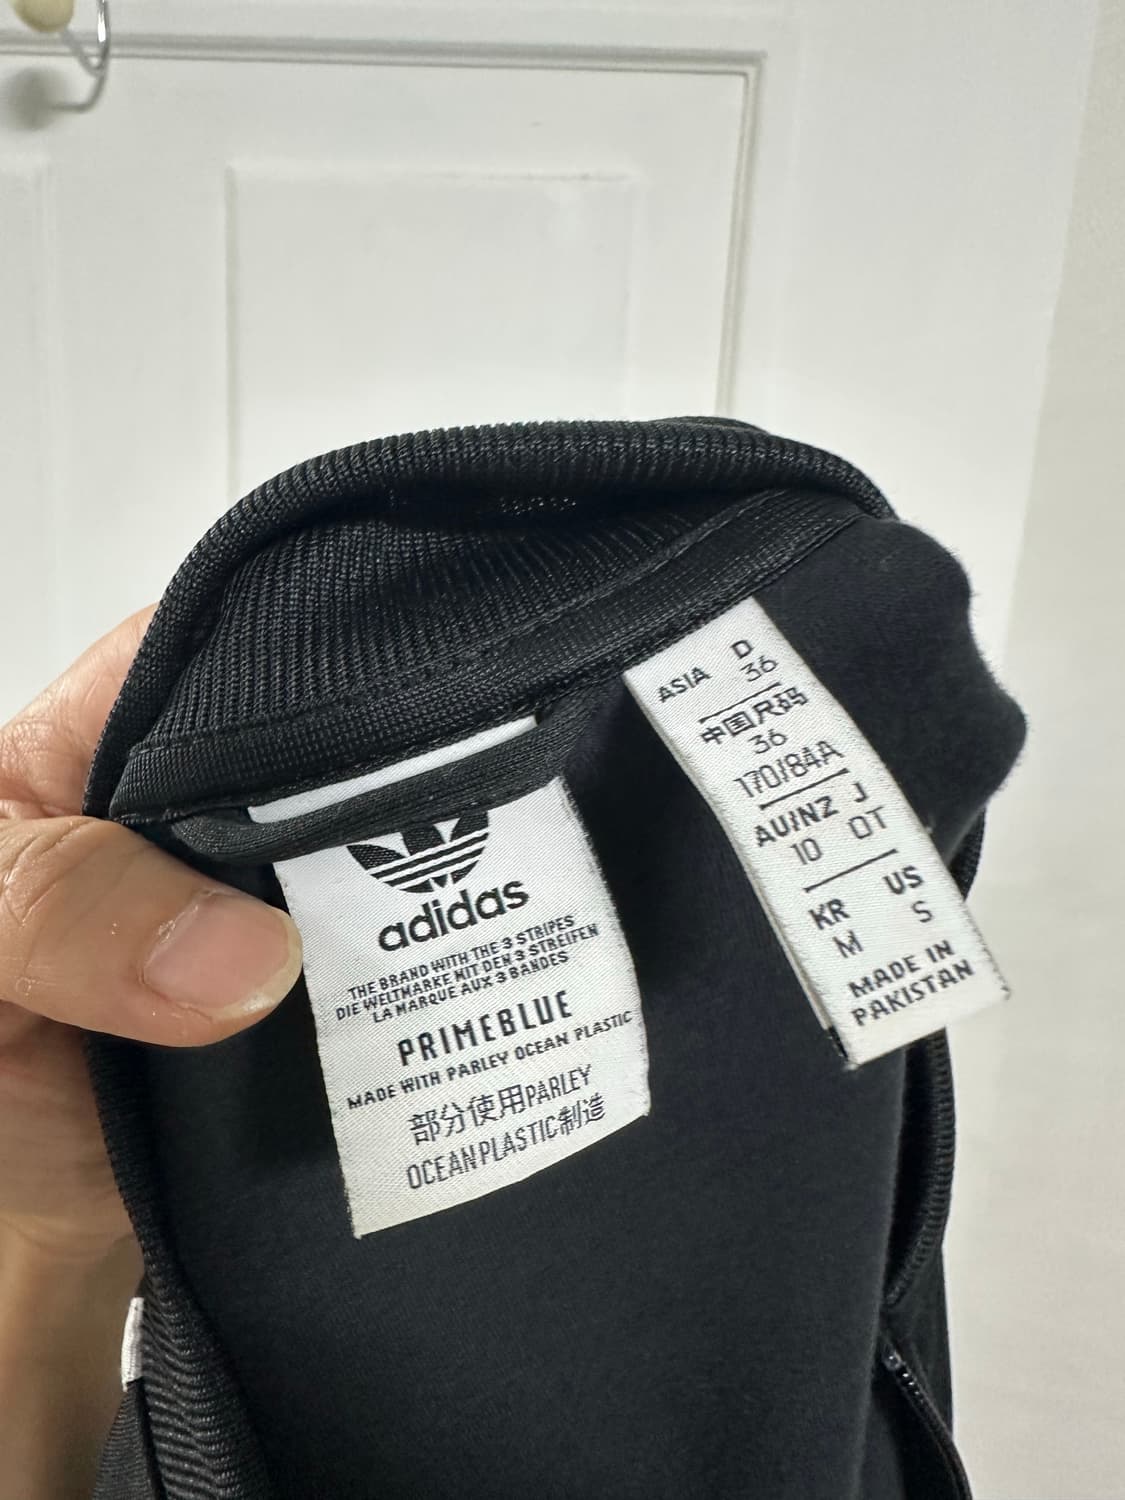 adidas
THE BRAND WITH THE 3 STRIPES
DIE WELTMARKE MIT DEN 3 STREIFEN
LA MARQUE AUX 3 BANDES
PRIMEBLUE
MADE WITH PARLEY OCEAN PLASTIC
部分使用PARLEY
OCEAN PLASTIC制造
ASIA D
36
中国尺码
36
170/84A
AU/NZ J
10 OT
KR US
M S
MADE IN
PAKISTAN